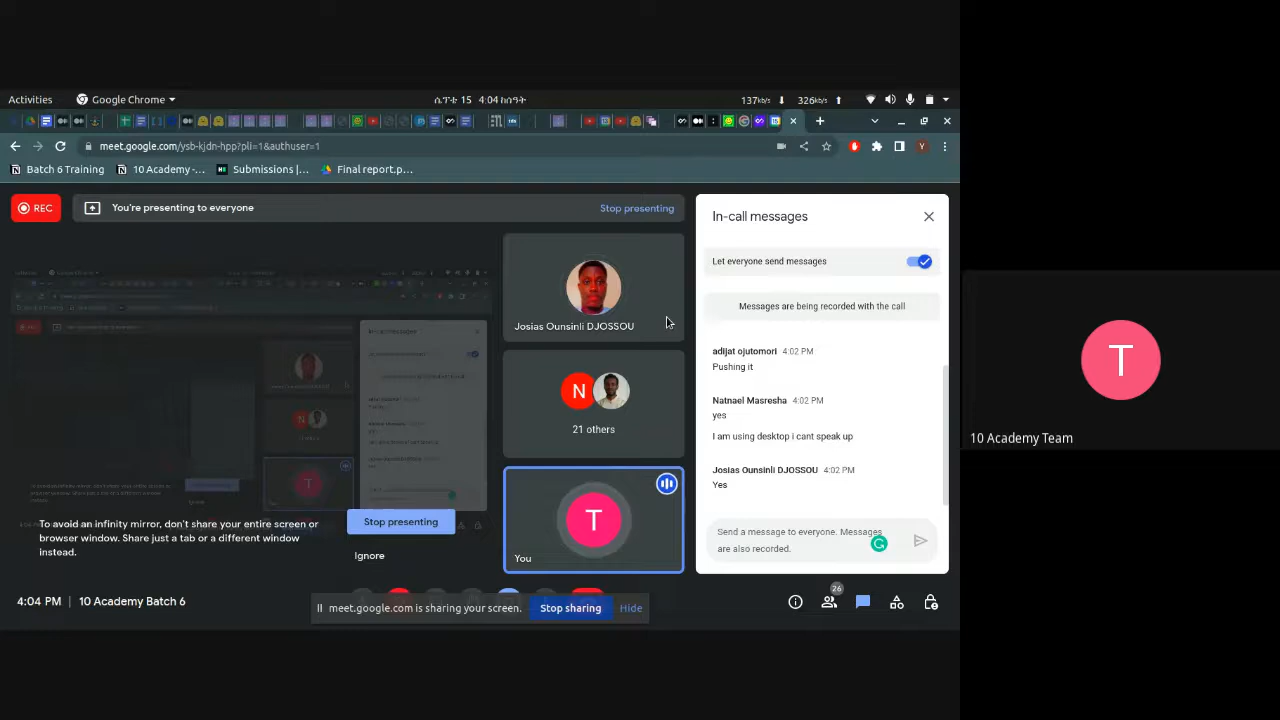 Activities
Google Chrome
ሴፕቴ 15 4:04 ከሰዓት
137kb/s
326kb/s
meet.google.com/ysb-kjdn-hpp?pli=1&authuser=1
Y
Batch 6 Training
10 Academy -...
Submissions |...
Final report.p...
REC
You're presenting to everyone
Stop presenting
Josias Ounsinli DJOSSOU
N
21 others
T
You
To avoid an infinity mirror, don't share your entire screen or
browser window. Share just a tab or a different window
instead.
Stop presenting
Ignore
In-call messages
Let everyone send messages
Messages are being recorded with the call
adijat ojutomori 4:02 PM
Pushing it
Natnael Masresha 4:02 PM
yes
I am using desktop i cant speak up
Josias Ounsinli DJOSSOU 4:02 PM
Yes
Send a message to everyone. Messages
are also recorded.
4:04 PM | 10 Academy Batch 6
meet.google.com is sharing your screen.
Stop sharing
Hide
26
T
10 Academy Team